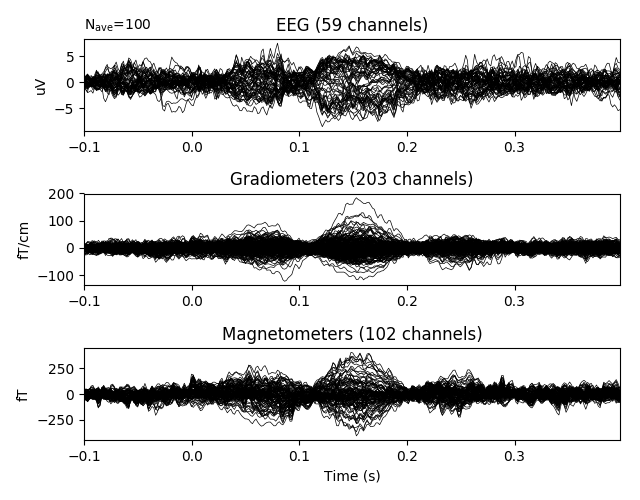 N_ave=100
EEG (59 channels)
5
0
−5
uV
−0.1 0.0 0.1 0.2 0.3
Gradiometers (203 channels)
200
100
0
−100
fT/cm
−0.1 0.0 0.1 0.2 0.3
Magnetometers (102 channels)
250
0
−250
fT
−0.1 0.0 0.1 0.2 0.3
Time (s)